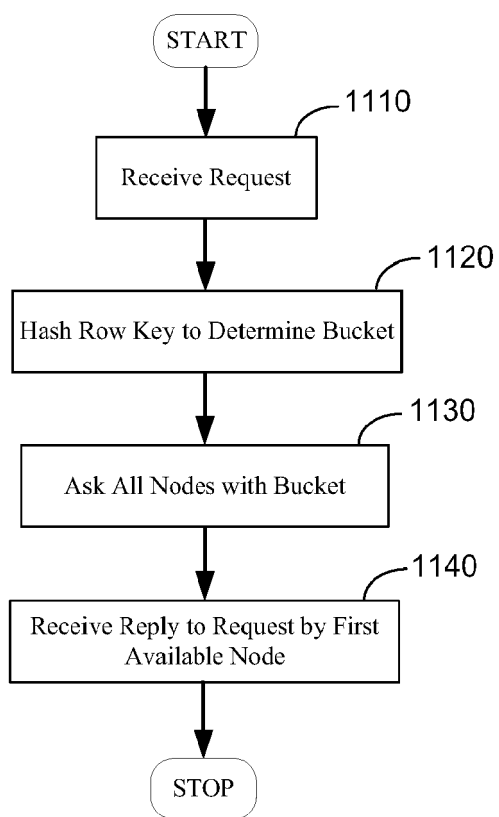 START
1110
Receive Request
1120
Hash Row Key to Determine Bucket
1130
Ask All Nodes with Bucket
1140
Receive Reply to Request by First
Available Node
STOP